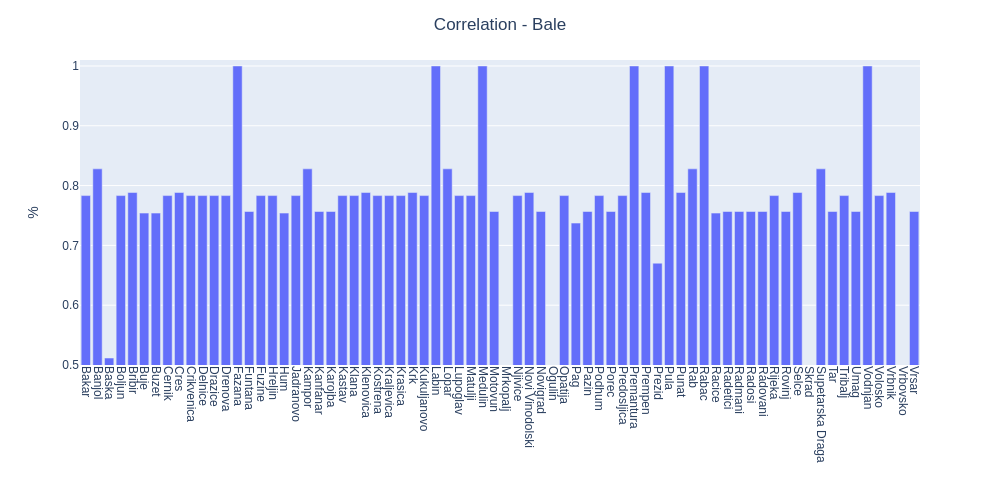 Correlation - Bale
%
1
0.9
0.8
0.7
0.6
0.5
Bakar
Banjol
Baska
Boljun
Bribir
Buje
Buzet
Cernik
Cres
Crikvenica
Delnice
Drazice
Drenova
Fazana
Funtana
Fuzine
Hreljin
Hum
Jadranovo
Kampor
Kanfanar
Karojba
Kastav
Klana
Klenovica
Kostrena
Kraljevica
Krasica
Krk
Kukuljanovo
Labin
Lopar
Lupoglav
Matulji
Medulin
Motovun
Mrkopalj
Njivice
Novi Vinodolski
Novigrad
Ogulin
Opatija
Pag
Pazin
Podhum
Porec
Predosljica
Premantura
Prempen
Prezid
Pula
Punat
Rab
Rabac
Racice
Radetici
Radmani
Radosi
Rádovani
Rijeka
Rovinj
Selce
Skrad
Supetarska Draga
Tar
Tribalj
Umag
Vodnjan
Volosko
Vrbnik
Vrbovsko
Vrsar